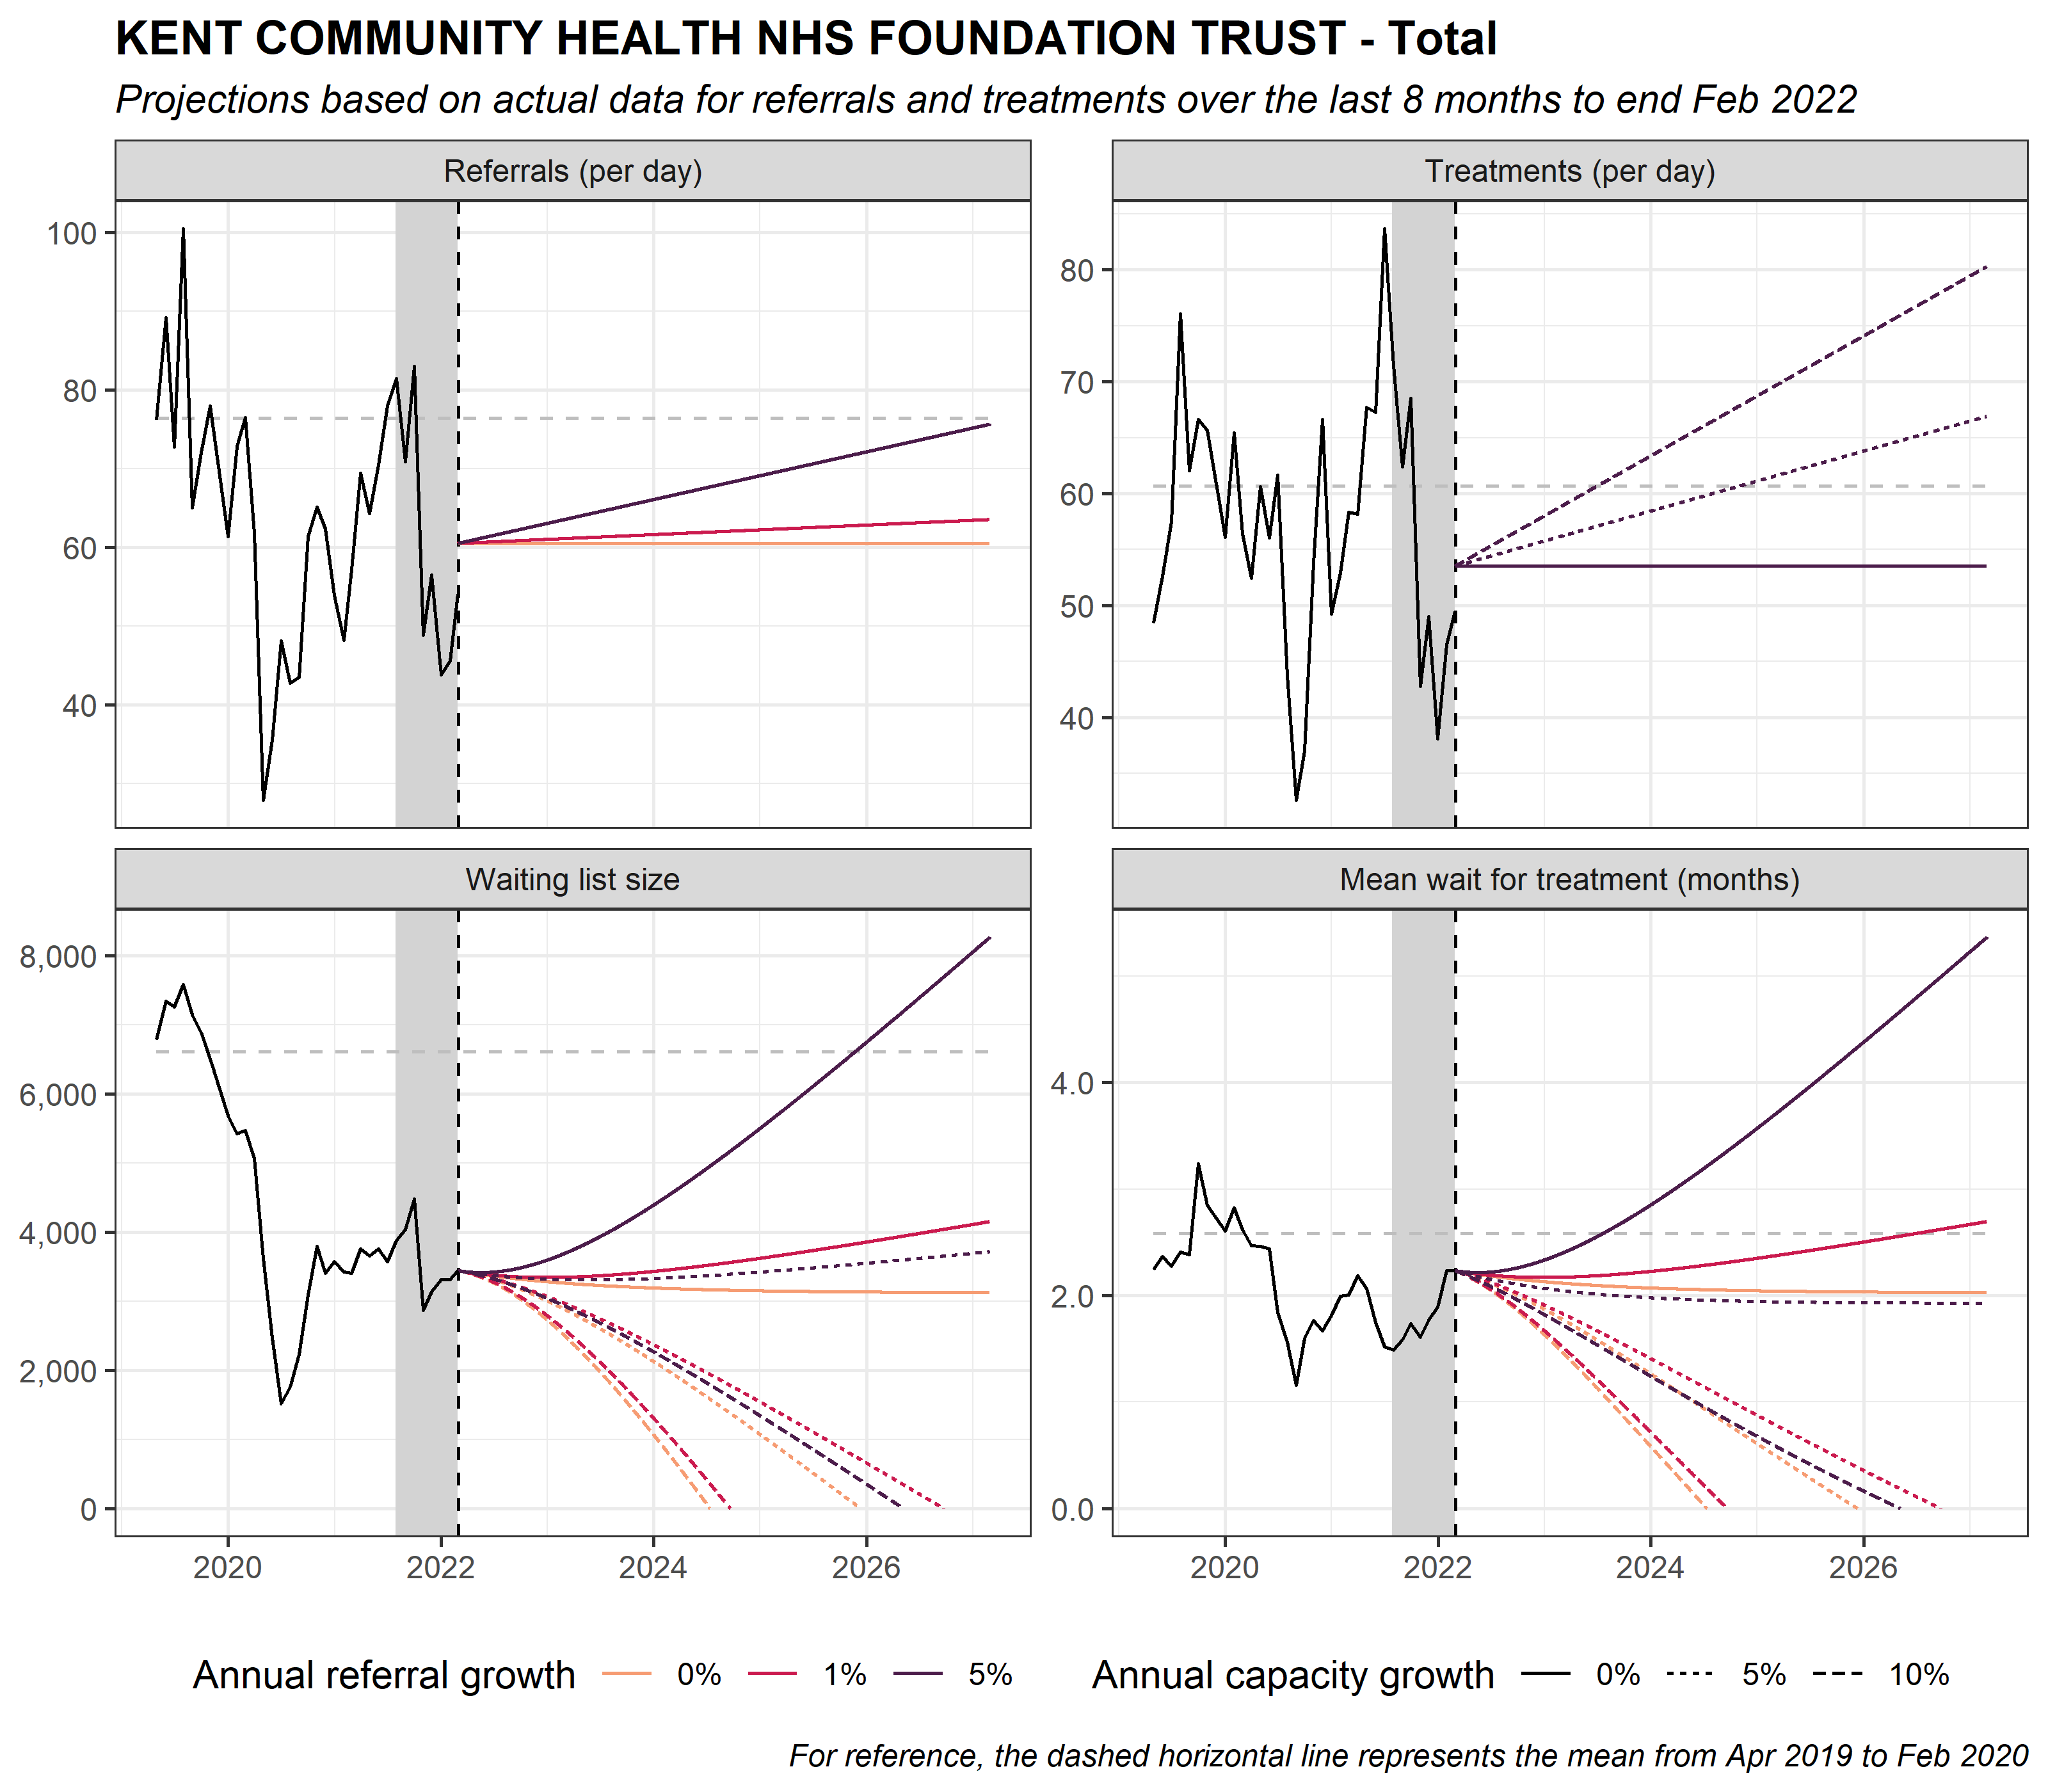 KENT COMMUNITY HEALTH NHS FOUNDATION TRUST - Total
Projections based on actual data for referrals and treatments over the last 8 months to end Feb 2022
Referrals (per day)
100
80
60
40
Treatments (per day)
80
70
60
50
40
Waiting list size
8,000
6,000
4,000
2,000
0
2020 2022 2024 2026
Mean wait for treatment (months)
4.0
2.0
0.0
2020 2022 2024 2026
Annual referral growth 0% 1% 5%
Annual capacity growth 0% 5% 10%
For reference, the dashed horizontal line represents the mean from Apr 2019 to Feb 2020